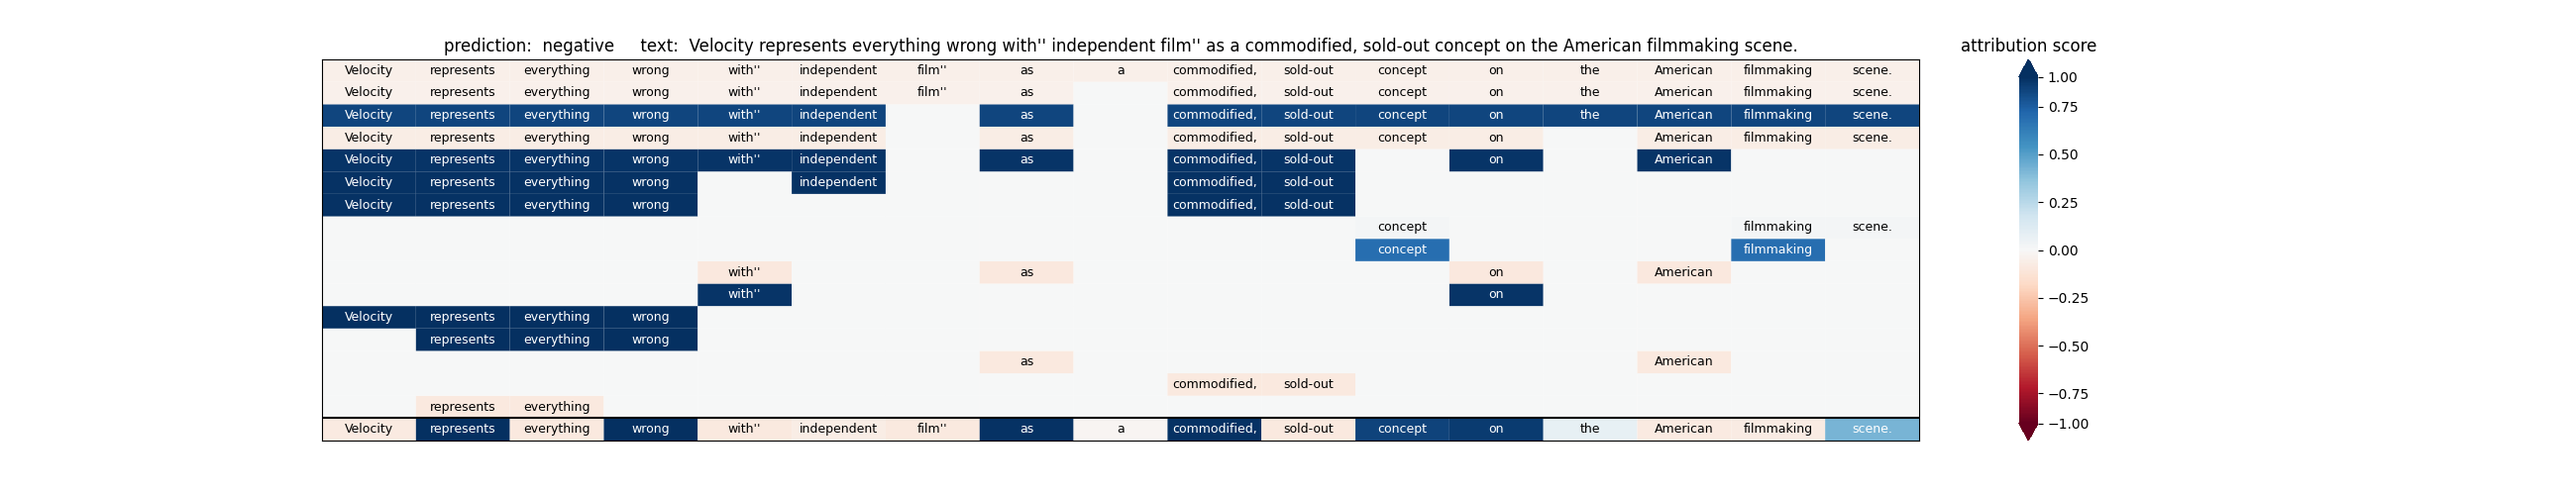 prediction:  negative     text:  Velocity represents everything wrong with'' independent film'' as a commodified, sold-out concept on the American filmmaking scene.
attribution score
Velocity represents everything wrong with'' independent film'' as a commodified, sold-out concept on the American filmmaking scene.
Velocity represents everything wrong with'' independent film'' as commodified, sold-out concept on the American filmmaking scene.
Velocity represents everything wrong with'' independent as commodified, sold-out concept on the American filmmaking scene.
Velocity represents everything wrong with'' independent as commodified, sold-out concept on American filmmaking scene.
Velocity represents everything wrong with'' independent as commodified, sold-out on American
Velocity represents everything wrong independent commodified, sold-out
Velocity represents everything wrong commodified, sold-out
concept filmmaking scene.
concept filmmaking
with'' as on American
with'' on
Velocity represents everything wrong
represents everything wrong
as American
commodified, sold-out
represents everything
Velocity represents everything wrong with'' independent film'' as a commodified, sold-out concept on the American filmmaking scene.
1.00
0.75
0.50
0.25
0.00
−0.25
−0.50
−0.75
−1.00